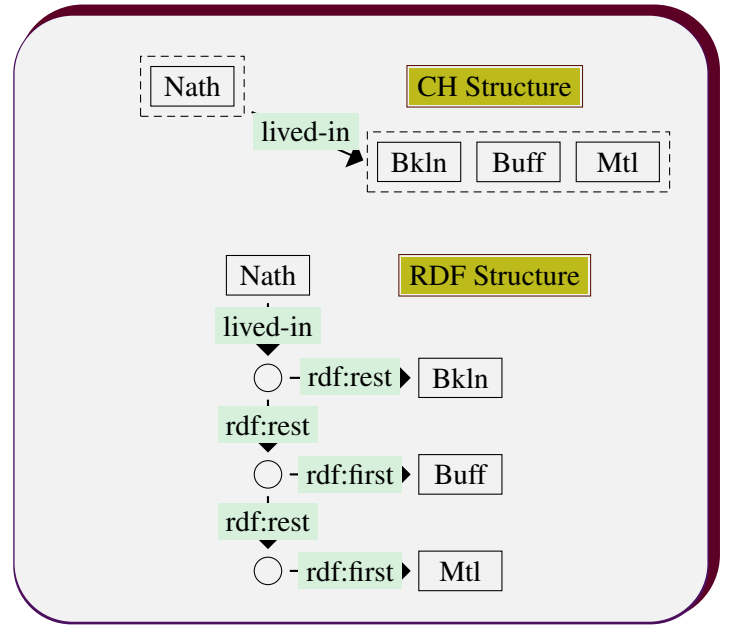 Nath
CH Structure
lived-in
Bkln Buff Mtl
Nath
RDF Structure
lived-in
rdf:rest Bkln
rdf:rest
rdf:first Buff
rdf:rest
rdf:first Mtl